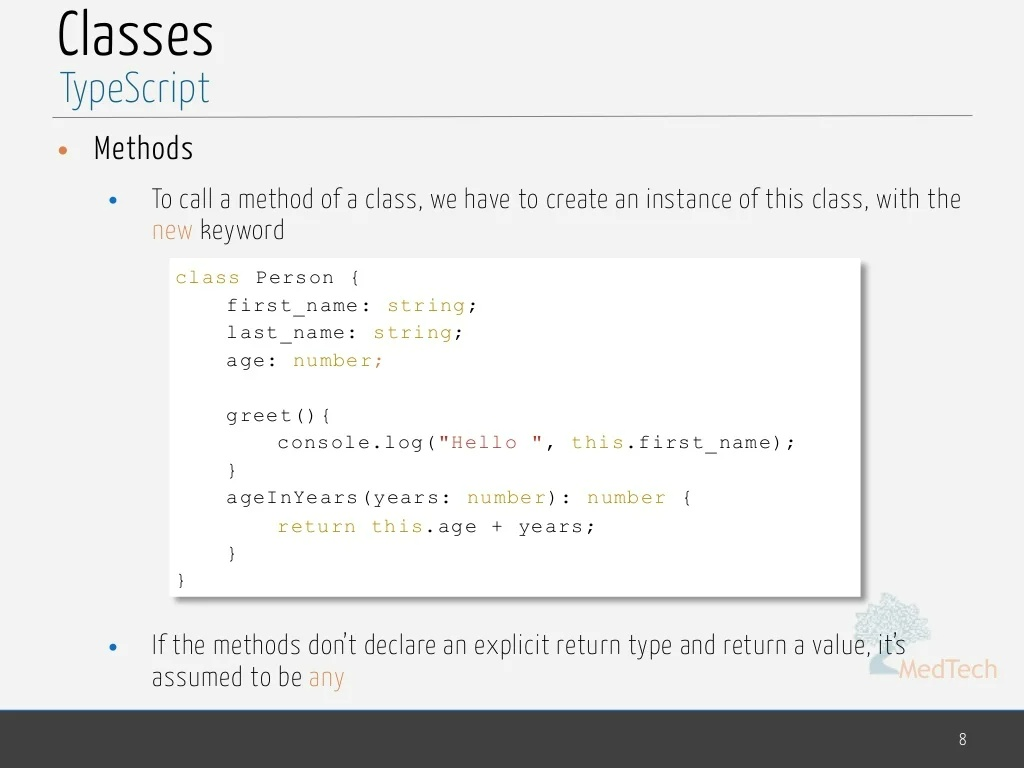 Classes
TypeScript
• Methods
• To call a method of a class, we have to create an instance of this class, with the
new keyword
class Person {
    first_name: string;
    last_name: string;
    age: number;

    greet(){
        console.log("Hello ", this.first_name);
    }
    ageInYears(years: number): number {
        return this.age + years;
    }
}
• If the methods don’t declare an explicit return type and return a value, it’s
assumed to be any
MedTech
8